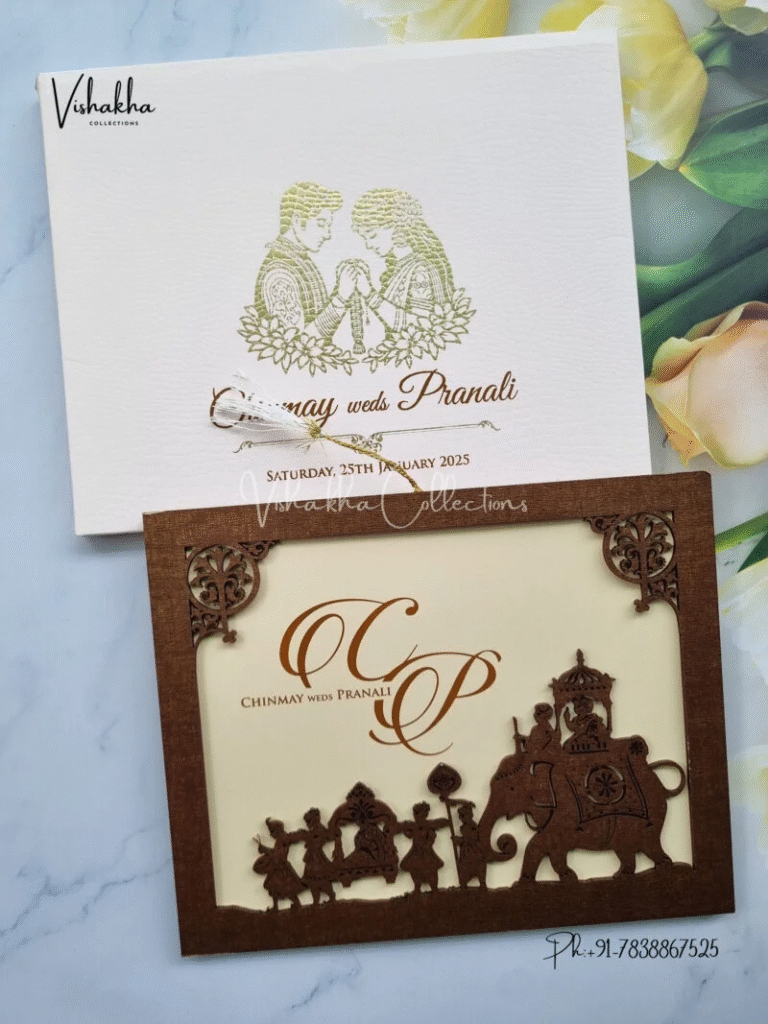 Vishakha
COLLECTIONS
Chinmay weds Pranali
SATURDAY, 25TH JANUARY 2025
Vishakha Collections
CP
CHINMAY WEDS PRANALI
Ph:+91-7838867525